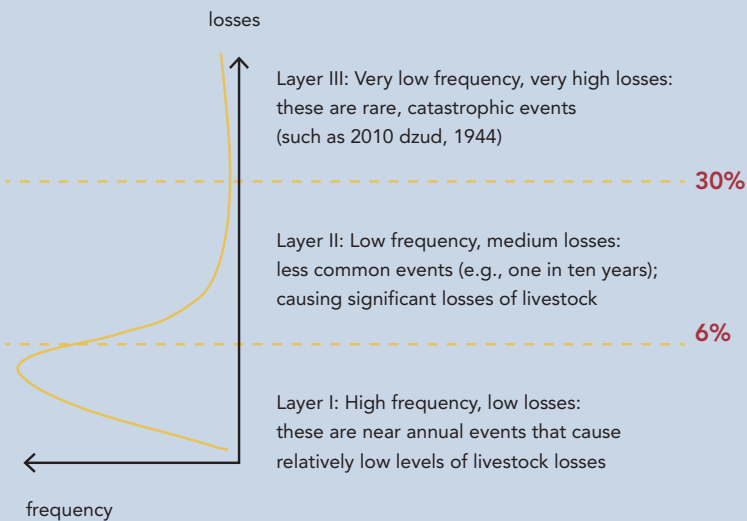 losses
Layer III: Very low frequency, very high losses:
these are rare, catastrophic events
(such as 2010 dzud, 1944)
30%
Layer II: Low frequency, medium losses:
less common events (e.g., one in ten years);
causing significant losses of livestock
6%
Layer I: High frequency, low losses:
these are near annual events that cause
relatively low levels of livestock losses
frequency